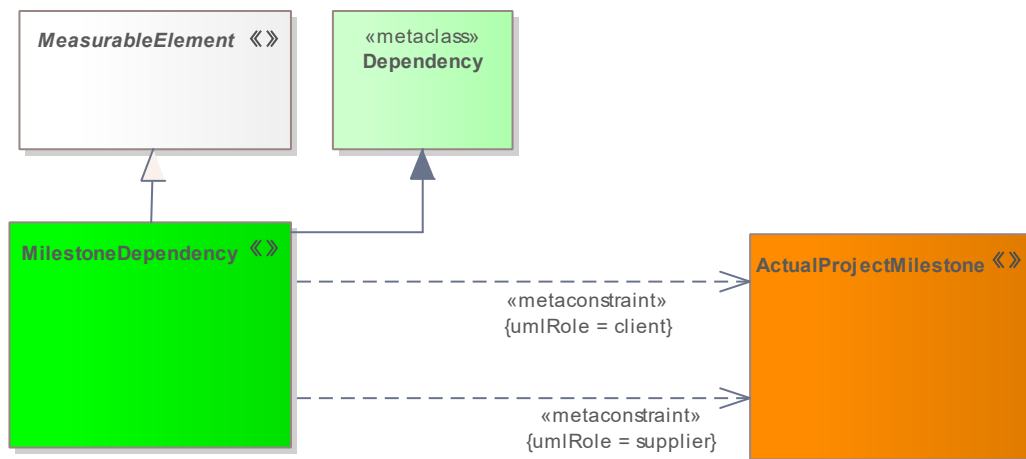 MeasurableElement «»
«metaclass»
Dependency
MilestoneDependency «»
ActualProjectMilestone «»
«metaconstraint»
{umlRole = client}
«metaconstraint»
{umlRole = supplier}